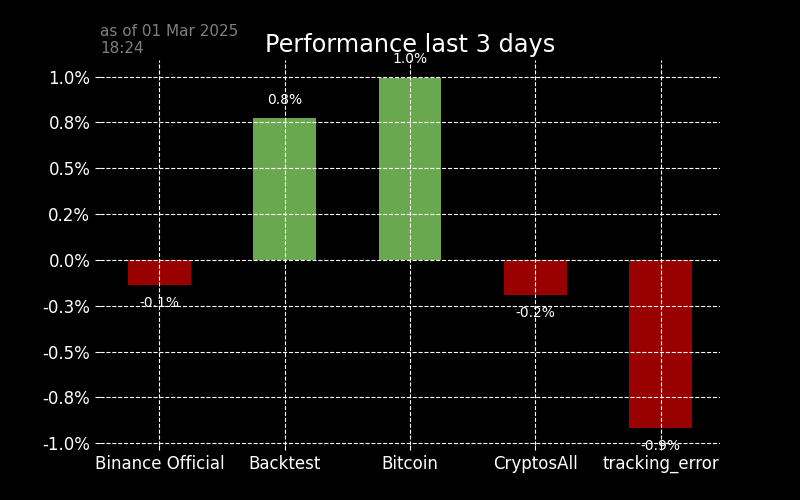 as of 01 Mar 2025
18:24
Performance last 3 days
1.0%
0.8%
0.5%
0.2%
0.0%
-0.3%
-0.5%
-0.8%
-1.0%
-0.1%
0.8%
1.0%
-0.2%
-0.9%
Binance Official
Backtest
Bitcoin
CryptosAll
tracking_error